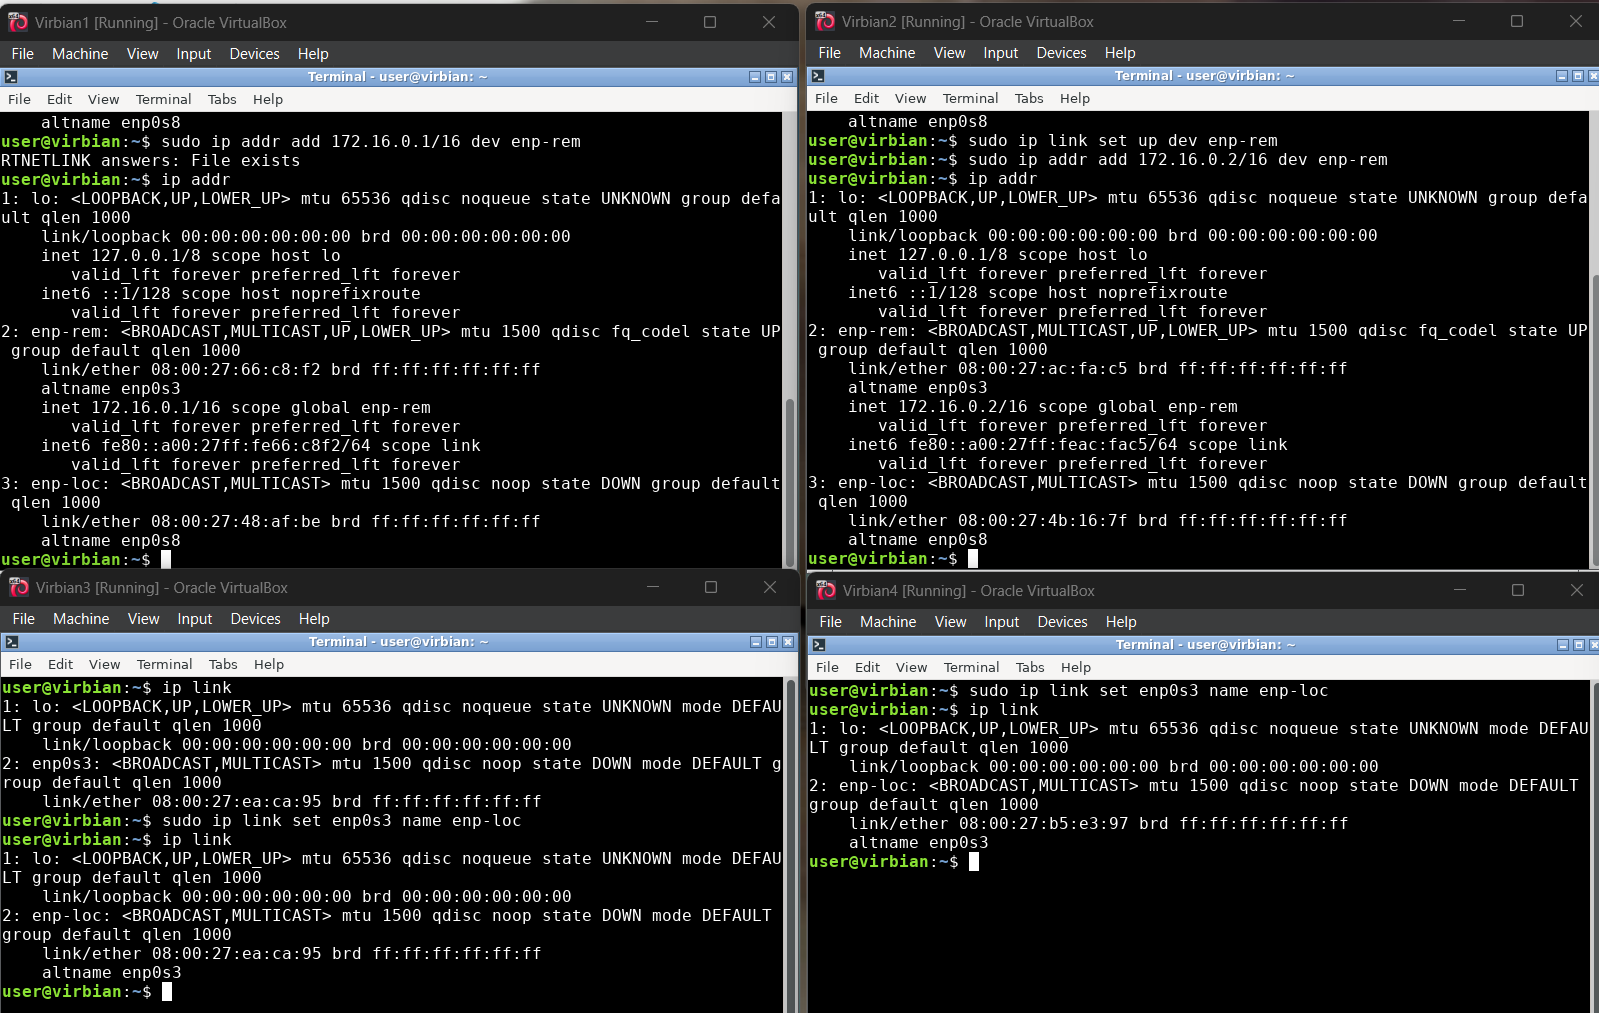 Virbian1 [Running] - Oracle VirtualBox
File Machine View Input Devices Help
Terminal - user@virbian: ~
File Edit View Terminal Tabs Help
    altname enp0s8
user@virbian:~$ sudo ip addr add 172.16.0.1/16 dev enp-rem
RTNETLINK answers: File exists
user@virbian:~$ ip addr
1: lo: <LOOPBACK,UP,LOWER_UP> mtu 65536 qdisc noqueue state UNKNOWN group defa
ult qlen 1000
    link/loopback 00:00:00:00:00:00 brd 00:00:00:00:00:00
    inet 127.0.0.1/8 scope host lo
       valid_lft forever preferred_lft forever
    inet6 ::1/128 scope host noprefixroute
       valid_lft forever preferred_lft forever
2: enp-rem: <BROADCAST,MULTICAST,UP,LOWER_UP> mtu 1500 qdisc fq_codel state UP
 group default qlen 1000
    link/ether 08:00:27:66:c8:f2 brd ff:ff:ff:ff:ff:ff
    altname enp0s3
    inet 172.16.0.1/16 scope global enp-rem
       valid_lft forever preferred_lft forever
    inet6 fe80::a00:27ff:fe66:c8f2/64 scope link
       valid_lft forever preferred_lft forever
3: enp-loc: <BROADCAST,MULTICAST> mtu 1500 qdisc noop state DOWN group default
 qlen 1000
    link/ether 08:00:27:48:af:be brd ff:ff:ff:ff:ff:ff
    altname enp0s8
user@virbian:~$
Virbian2 [Running] - Oracle VirtualBox
File Machine View Input Devices Help
Terminal - user@virbian: ~
File Edit View Terminal Tabs Help
    altname enp0s8
user@virbian:~$ sudo ip link set up dev enp-rem
user@virbian:~$ sudo ip addr add 172.16.0.2/16 dev enp-rem
user@virbian:~$ ip addr
1: lo: <LOOPBACK,UP,LOWER_UP> mtu 65536 qdisc noqueue state UNKNOWN group defa
ult qlen 1000
    link/loopback 00:00:00:00:00:00 brd 00:00:00:00:00:00
    inet 127.0.0.1/8 scope host lo
       valid_lft forever preferred_lft forever
    inet6 ::1/128 scope host noprefixroute
       valid_lft forever preferred_lft forever
2: enp-rem: <BROADCAST,MULTICAST,UP,LOWER_UP> mtu 1500 qdisc fq_codel state UP
 group default qlen 1000
    link/ether 08:00:27:ac:fa:c5 brd ff:ff:ff:ff:ff:ff
    altname enp0s3
    inet 172.16.0.2/16 scope global enp-rem
       valid_lft forever preferred_lft forever
    inet6 fe80::a00:27ff:feac:fac5/64 scope link
       valid_lft forever preferred_lft forever
3: enp-loc: <BROADCAST,MULTICAST> mtu 1500 qdisc noop state DOWN group default
 qlen 1000
    link/ether 08:00:27:4b:16:7f brd ff:ff:ff:ff:ff:ff
    altname enp0s8
user@virbian:~$
Virbian3 [Running] - Oracle VirtualBox
File Machine View Input Devices Help
Terminal - user@virbian: ~
File Edit View Terminal Tabs Help
user@virbian:~$ ip link
1: lo: <LOOPBACK,UP,LOWER_UP> mtu 65536 qdisc noqueue state UNKNOWN mode DEFAU
LT group default qlen 1000
    link/loopback 00:00:00:00:00:00 brd 00:00:00:00:00:00
2: enp0s3: <BROADCAST,MULTICAST> mtu 1500 qdisc noop state DOWN mode DEFAULT g
roup default qlen 1000
    link/ether 08:00:27:ea:ca:95 brd ff:ff:ff:ff:ff:ff
user@virbian:~$ sudo ip link set enp0s3 name enp-loc
user@virbian:~$ ip link
1: lo: <LOOPBACK,UP,LOWER_UP> mtu 65536 qdisc noqueue state UNKNOWN mode DEFAU
LT group default qlen 1000
    link/loopback 00:00:00:00:00:00 brd 00:00:00:00:00:00
2: enp-loc: <BROADCAST,MULTICAST> mtu 1500 qdisc noop state DOWN mode DEFAULT
group default qlen 1000
    link/ether 08:00:27:ea:ca:95 brd ff:ff:ff:ff:ff:ff
    altname enp0s3
user@virbian:~$
Virbian4 [Running] - Oracle VirtualBox
File Machine View Input Devices Help
Terminal - user@virbian: ~
File Edit View Terminal Tabs Help
user@virbian:~$ sudo ip link set enp0s3 name enp-loc
user@virbian:~$ ip link
1: lo: <LOOPBACK,UP,LOWER_UP> mtu 65536 qdisc noqueue state UNKNOWN mode DEFAU
LT group default qlen 1000
    link/loopback 00:00:00:00:00:00 brd 00:00:00:00:00:00
2: enp-loc: <BROADCAST,MULTICAST> mtu 1500 qdisc noop state DOWN mode DEFAULT
group default qlen 1000
    link/ether 08:00:27:b5:e3:97 brd ff:ff:ff:ff:ff:ff
    altname enp0s3
user@virbian:~$